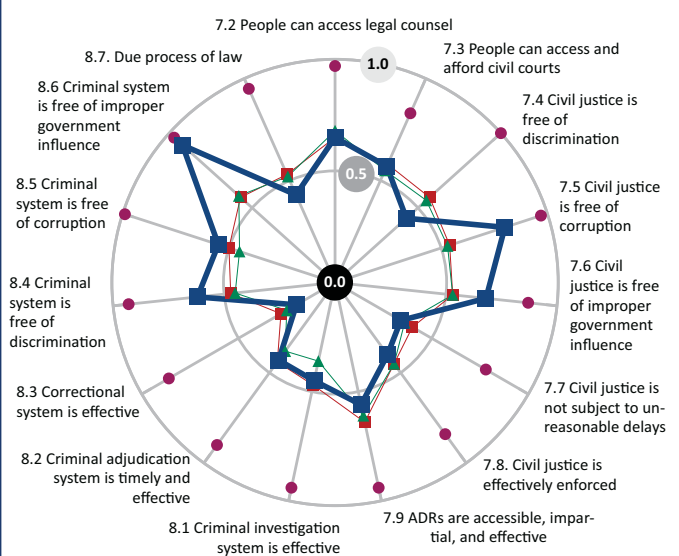 7.2 People can access legal counsel
7.3 People can access and
afford civil courts
7.4 Civil justice is
free of
discrimination
7.5 Civil justice
is free of
corruption
7.6 Civil
justice is free
of improper
government
influence
7.7 Civil justice is
not subject to un-
reasonable delays
7.8. Civil justice is
effectively enforced
7.9 ADRs are accessible, impar-
tial, and effective
8.1 Criminal investigation
system is effective
8.2 Criminal adjudication
system is timely and
effective
8.3 Correctional
system is effective
8.4 Criminal
system is
free of
discrimination
8.5 Criminal
system is free
of corruption
8.6 Criminal system
is free of improper
government
influence
8.7. Due process of law
1.0
0.5
0.0